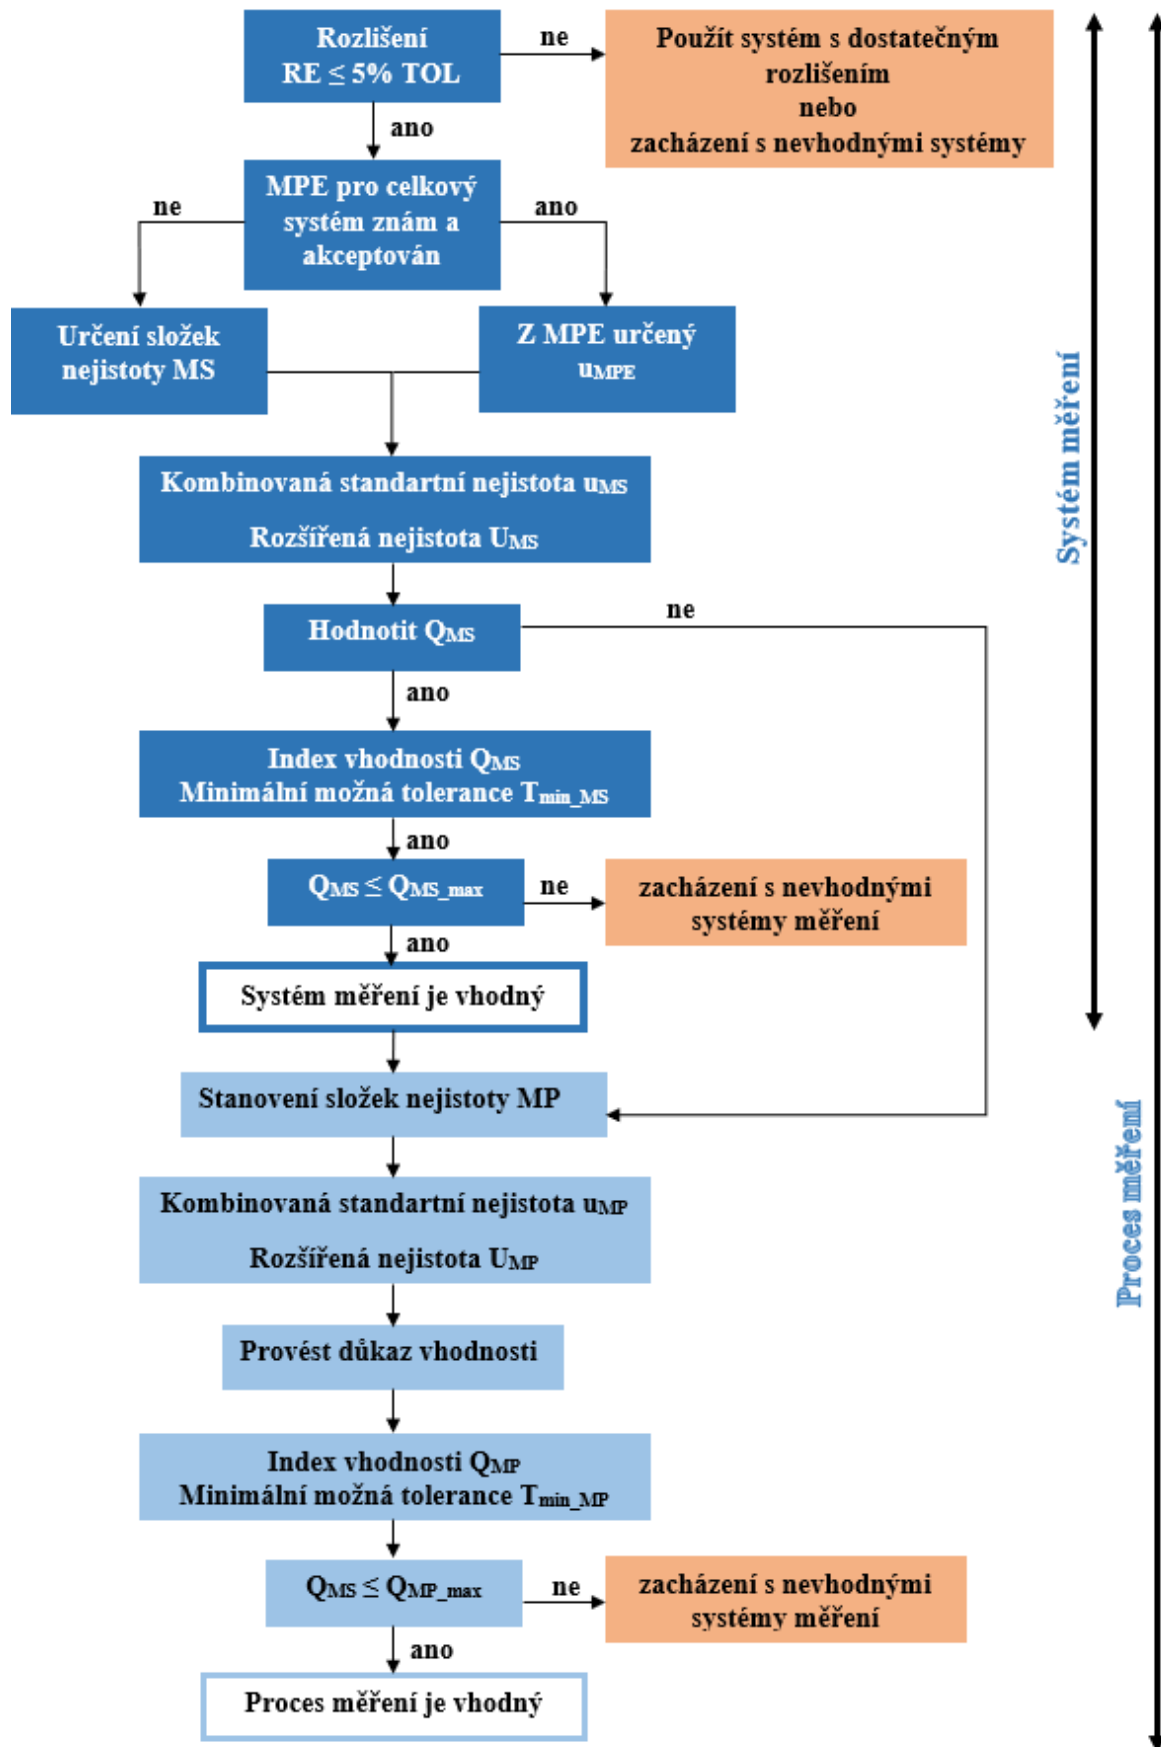 Rozlišení
RE ≤ 5% TOL
ne
Použít systém s dostatečným
rozlišením
nebo
zacházení s nevhodnými systémy
ano
MPE pro celkový
systém znám a
akceptován
ne
ano
Určení složek
nejistoty MS
Z MPE určený
uMPE
Kombinovaná standartní nejistota uMS
Rozšířená nejistota UMS
Hodnotit QMS
ne
ano
Index vhodnosti QMS
Minimální možná tolerance Tmin_MS
ano
QMS ≤ QMS_max
ne
zacházení s nevhodnými
systémy měření
ano
Systém měření je vhodný
Stanovení složek nejistoty MP
Kombinovaná standartní nejistota uMP
Rozšířená nejistota UMP
Provést důkaz vhodnosti
Index vhodnosti QMP
Minimální možná tolerance Tmin_MP
QMS ≤ QMP_max
ne
zacházení s nevhodnými
systémy měření
ano
Proces měření je vhodný
Systém měření
Proces měření